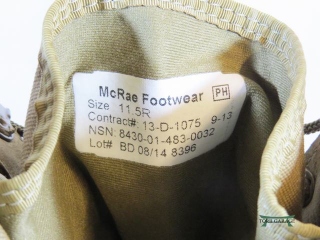 McRae Footwear PH
Size 11.5R
Contract# 13-D-1075 9-13
NSN: 8430-01-483-0032
Lot# BD 08/14 8396